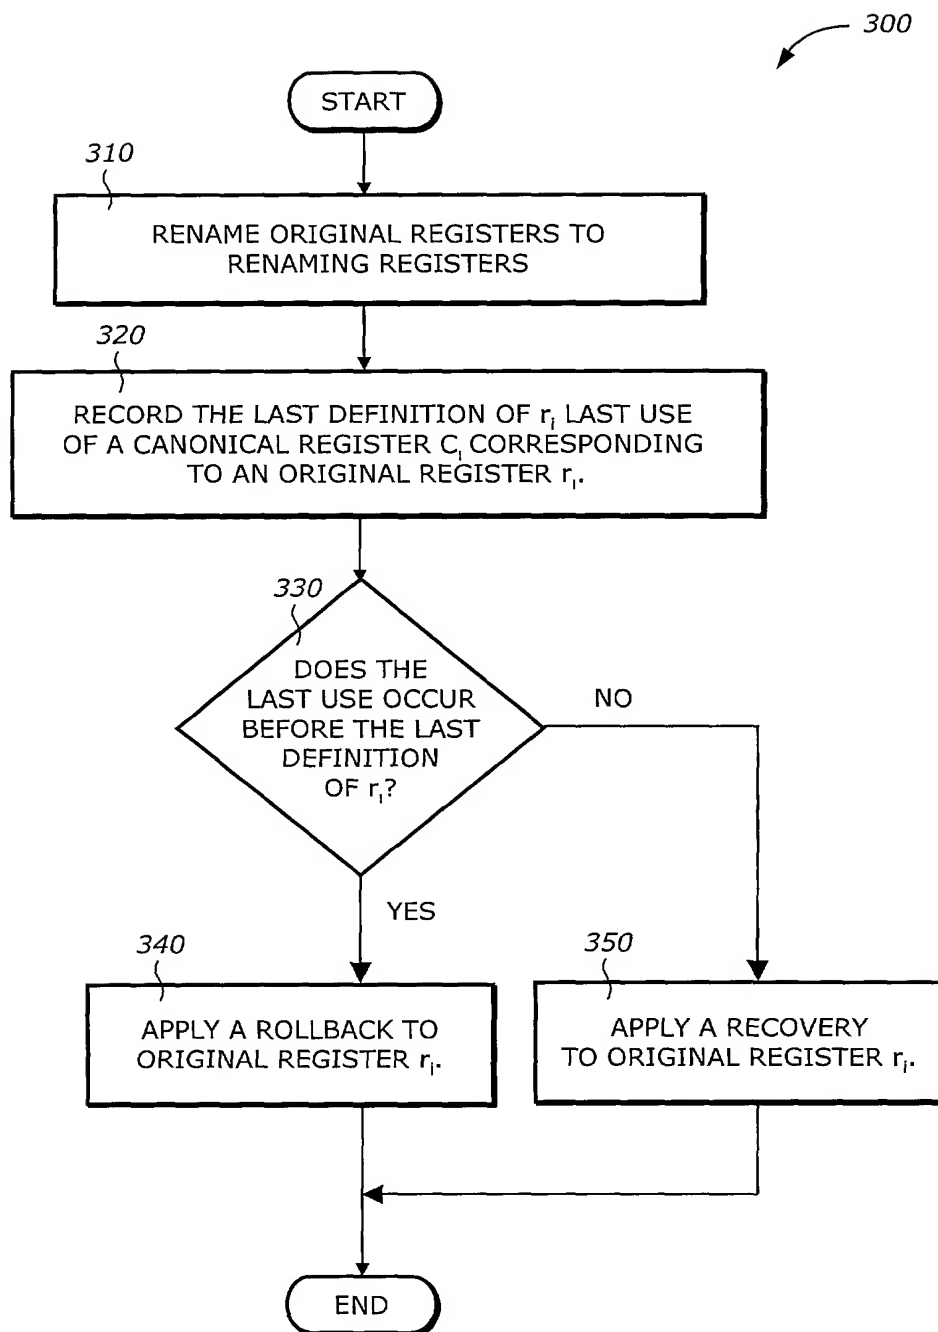 300
START
310
RENAME ORIGINAL REGISTERS TO
RENAMING REGISTERS
320
RECORD THE LAST DEFINITION OF ri LAST USE
OF A CANONICAL REGISTER Ci CORRESPONDING
TO AN ORIGINAL REGISTER ri.
330
DOES THE
LAST USE OCCUR
BEFORE THE LAST
DEFINITION
OF ri?
NO
YES
340
APPLY A ROLLBACK TO
ORIGINAL REGISTER ri.
350
APPLY A RECOVERY
TO ORIGINAL REGISTER ri.
END